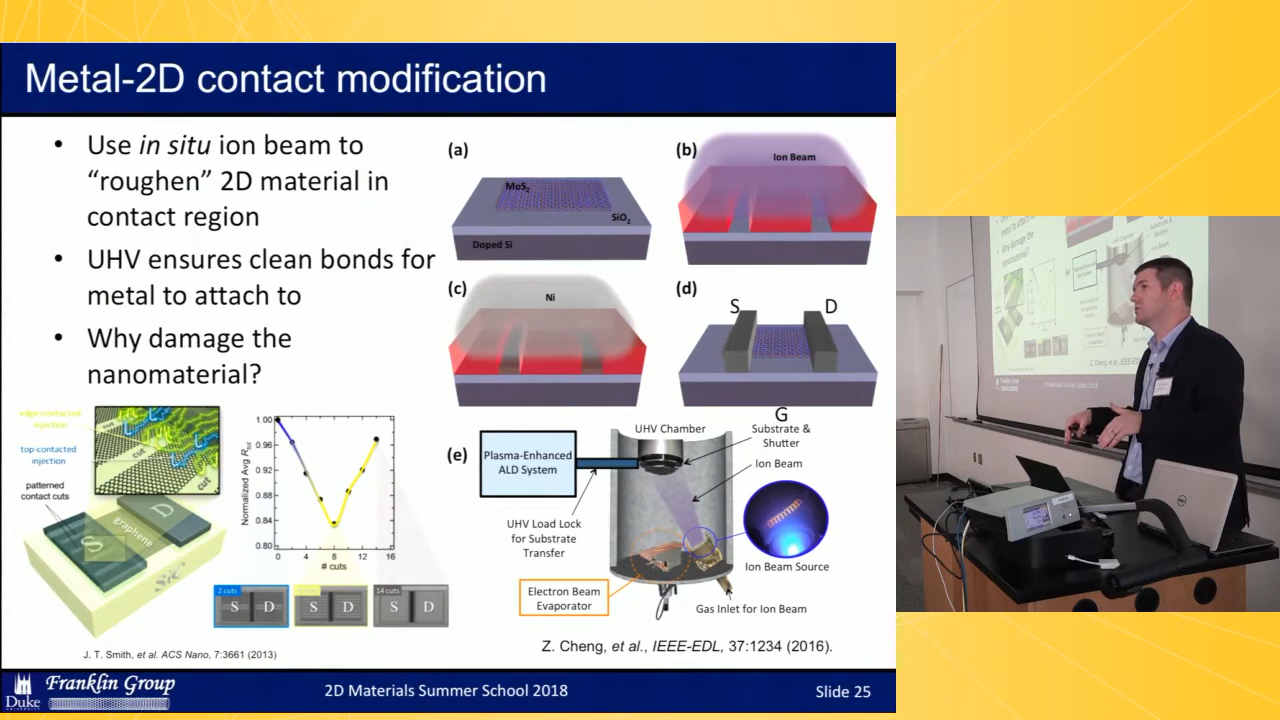 Metal-2D contact modification
• Use in situ ion beam to
“roughen” 2D material in
contact region
• UHV ensures clean bonds for
metal to attach to
• Why damage the
nanomaterial?
(a)
MoS2
SiO2
Doped Si
(b)
Ion Beam
(c)
Ni
(d)
S
D
G
(e)
Plasma-Enhanced
ALD System
UHV Chamber
Substrate &
Shutter
Ion Beam
UHV Load Lock
for Substrate
Transfer
Ion Beam Source
Electron Beam
Evaporator
Gas Inlet for Ion Beam
edge-contacted
injection
top-contacted
injection
patterned
contact cuts
cut
cut
cut
S
graphene
D
SiC
Normalized Avg Rtot
1.00
0.96
0.92
0.88
0.84
0.80
0 4 8 12 16
# cuts
2 cuts
S D
S D
14 cuts
S D
J. T. Smith, et al. ACS Nano, 7:3661 (2013)
Z. Cheng, et al., IEEE-EDL, 37:1234 (2016).
Duke
UNIVERSITY
Franklin Group
2D Materials Summer School 2018
Slide 25
DELL